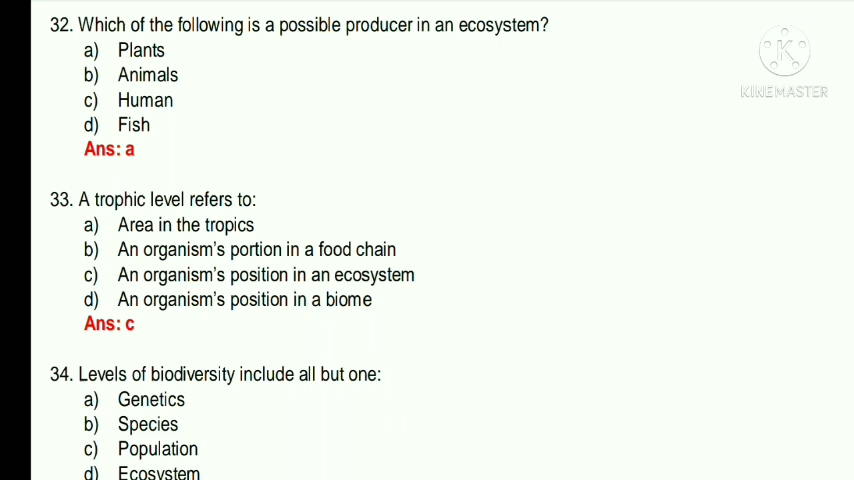 32. Which of the following is a possible producer in an ecosystem?
a) Plants
b) Animals
c) Human
d) Fish
Ans: a
33. A trophic level refers to:
a) Area in the tropics
b) An organism's portion in a food chain
c) An organism's position in an ecosystem
d) An organism's position in a biome
Ans: c
34. Levels of biodiversity include all but one:
a) Genetics
b) Species
c) Population
d) Ecosystem
K
KINEMASTER